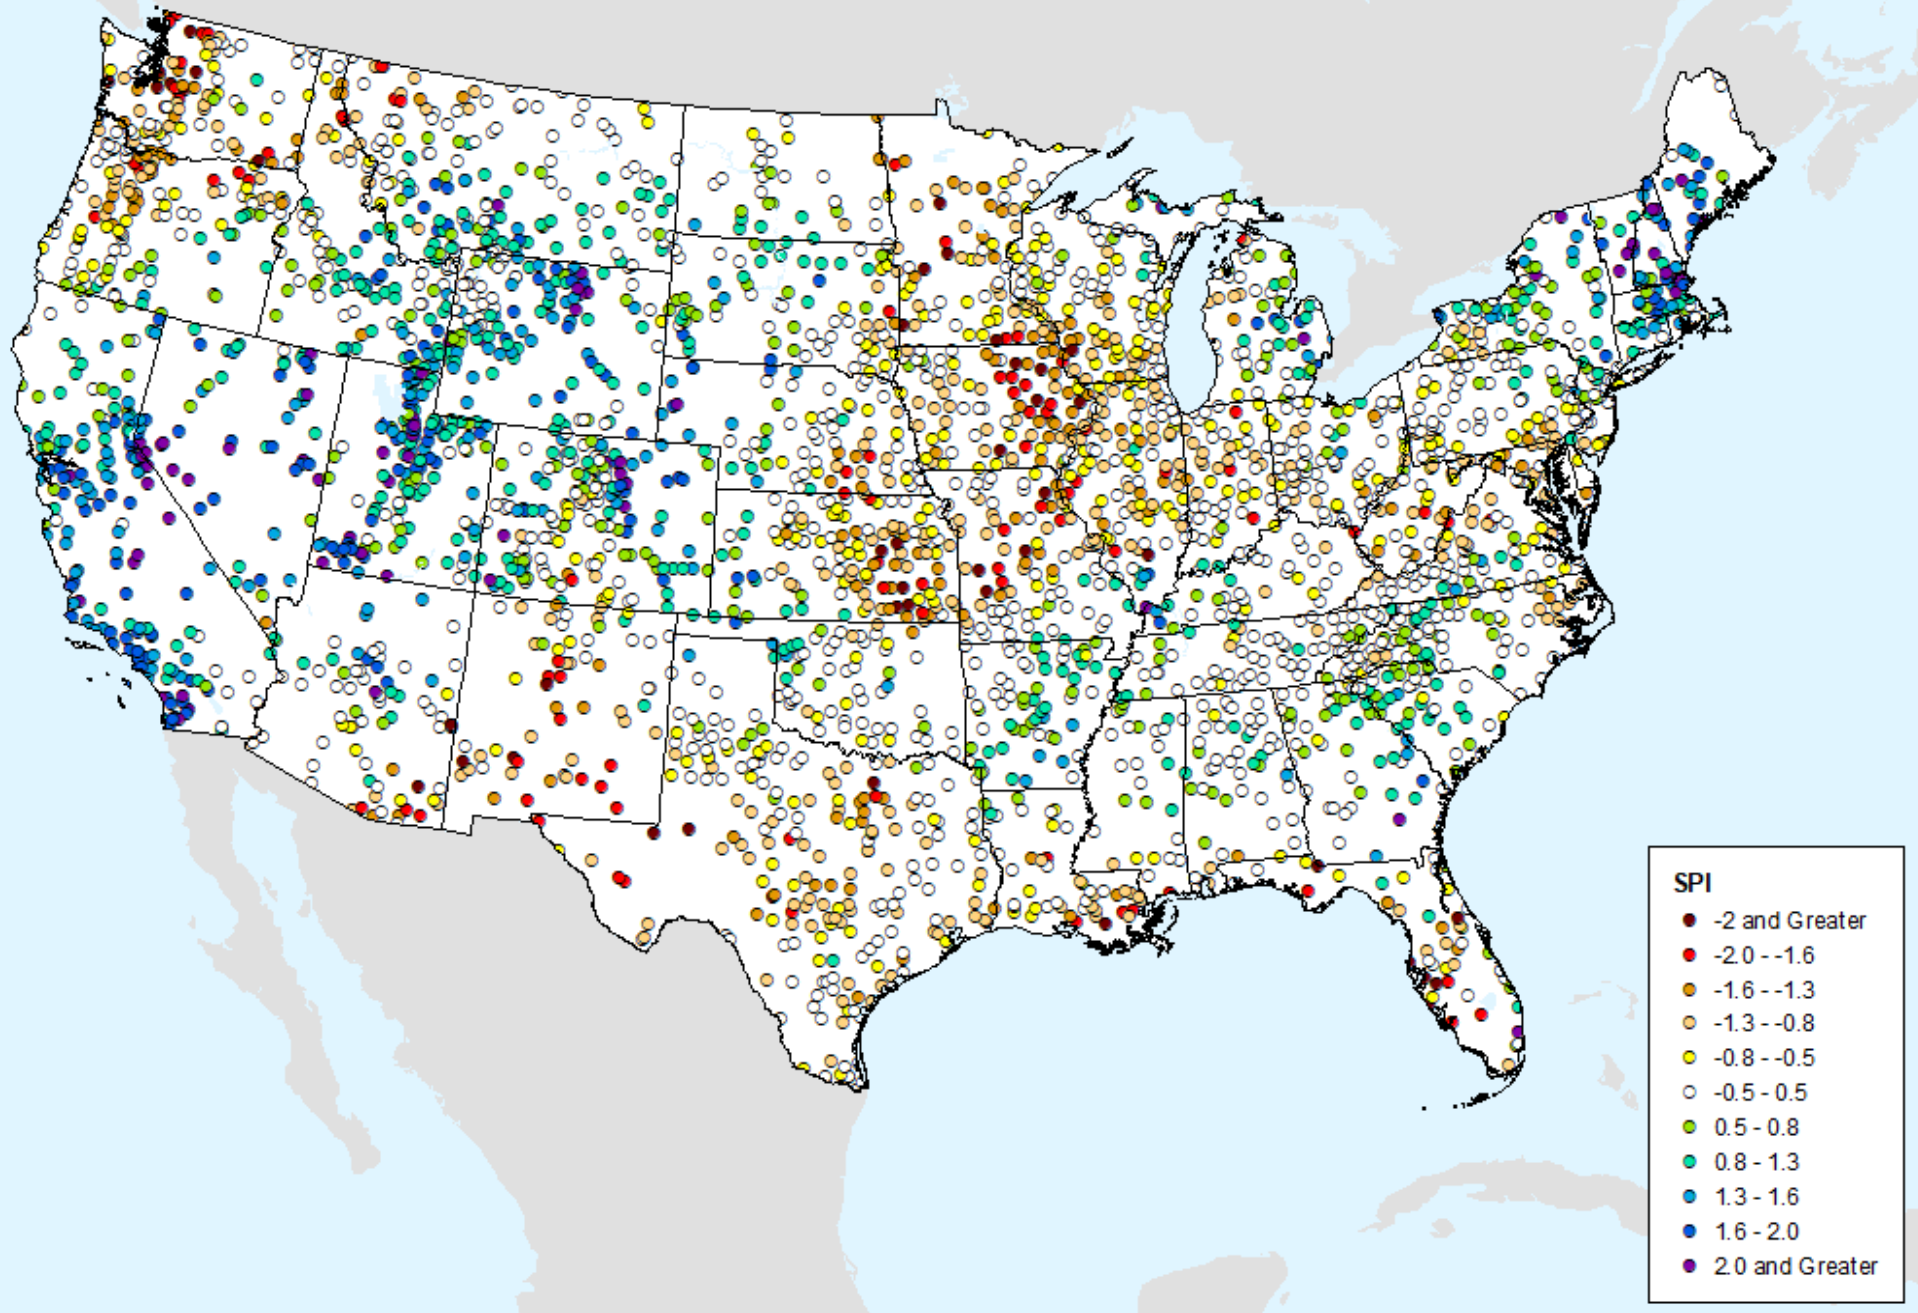 SPI
-2 and Greater
-2.0 - -1.6
-1.6 - -1.3
-1.3 - -0.8
-0.8 - -0.5
-0.5 - 0.5
0.5 - 0.8
0.8 - 1.3
1.3 - 1.6
1.6 - 2.0
2.0 and Greater